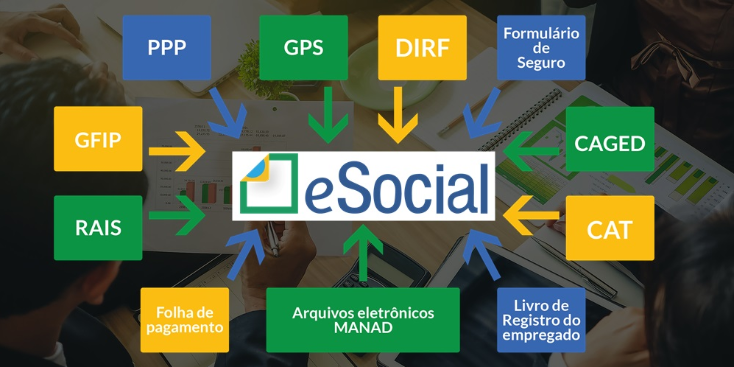 PPP
GPS
DIRF
Formulário
de
Seguro
GFIP
CAGED
eSocial
RAIS
CAT
Folha de
pagamento
Arquivos eletrônicos
MANAD
Livro de
Registro do
empregado